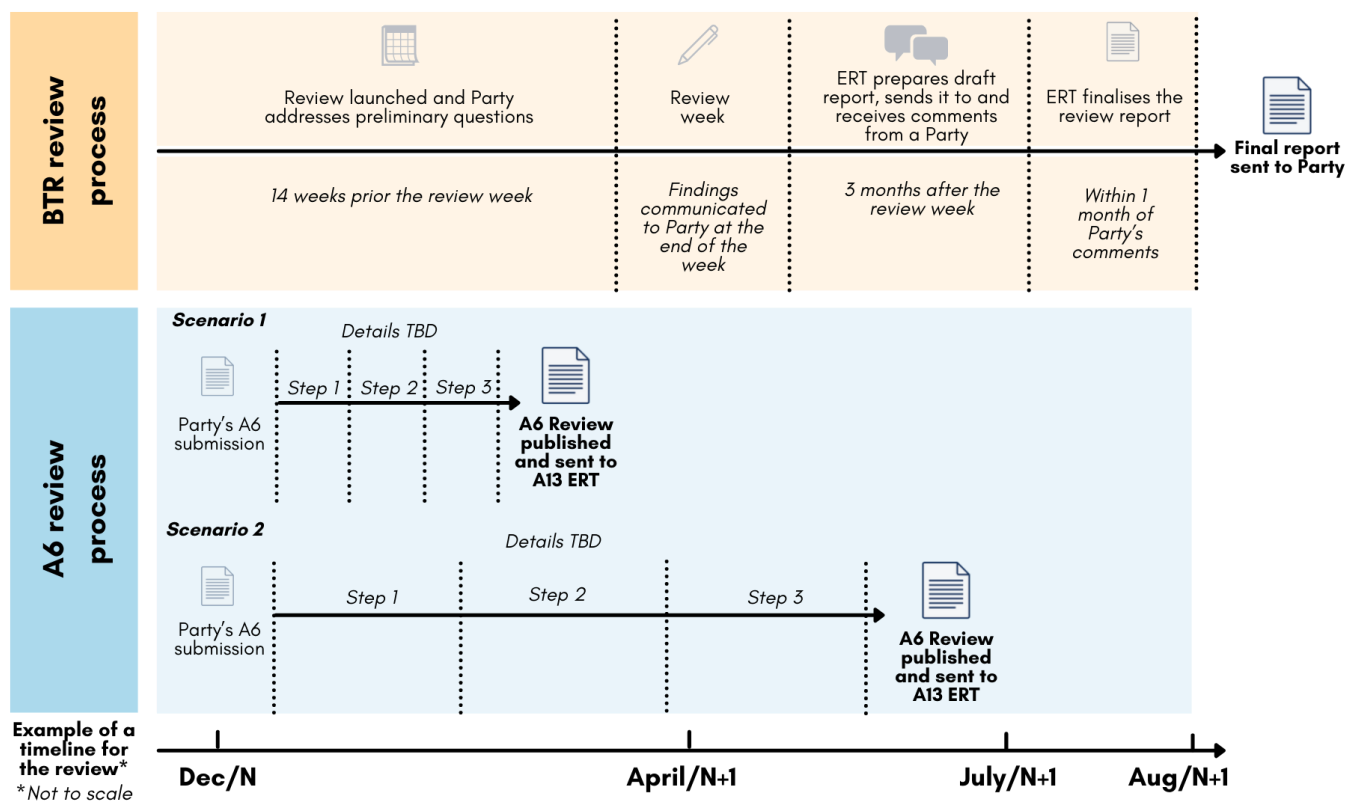 BTR review
process
Review launched and Party
addresses preliminary questions
Review
week
ERT prepares draft
report, sends it to and
receives comments
from a Party
ERT finalises the
review report
Final report
sent to Party
14 weeks prior the review week
Findings
communicated
to Party at the
end of the
week
3 months after the
review week
Within 1
month of
Party's
comments
A6 review
process
Scenario 1
Details TBD
Party's A6
submission
Step 1
Step 2
Step 3
A6 Review
published
and sent to
A13 ERT
Scenario 2
Details TBD
Party's A6
submission
Step 1
Step 2
Step 3
A6 Review
published
and sent to
A13 ERT
Example of a
timeline for
the review*
*Not to scale
Dec/N
April/N+1
July/N+1
Aug/N+1